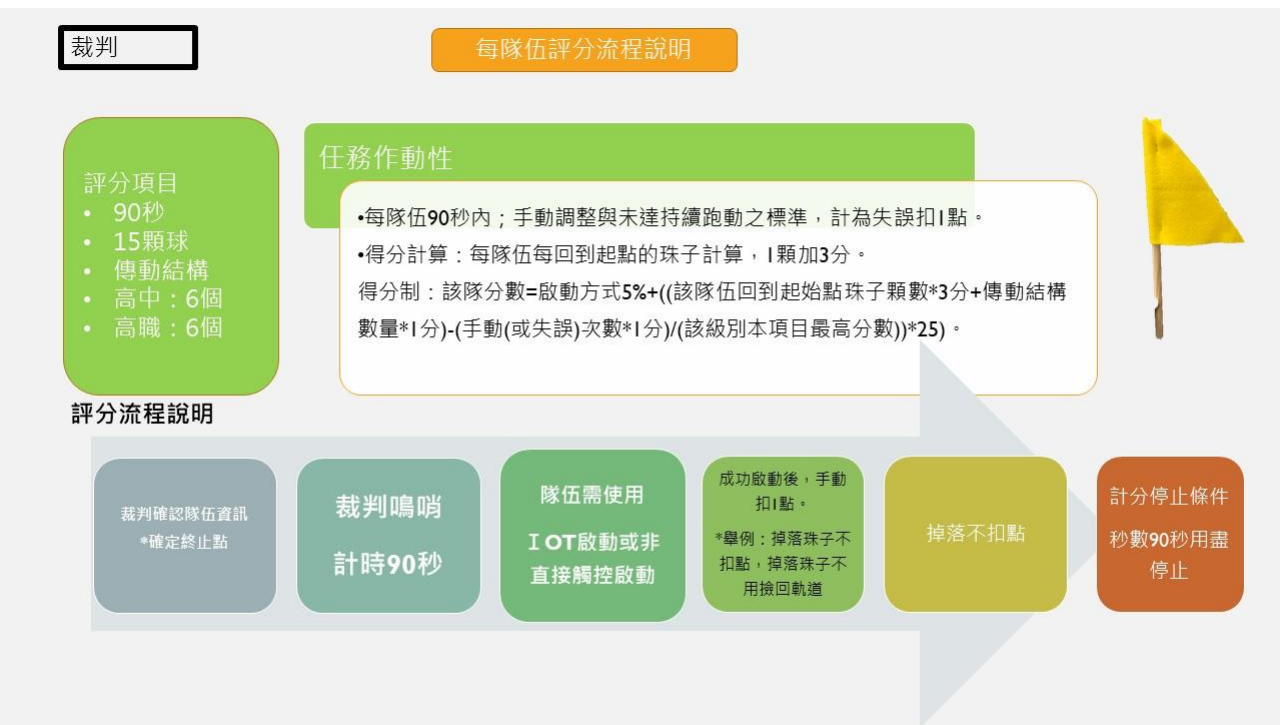 裁判
每隊伍評分流程說明
評分項目
• 90秒
• 15顆球
• 傳動結構
• 高中：6個
• 高職：6個
任務作動性
•每隊伍90秒內；手動調整與未達持續跑動之標準，計為失誤扣1點。
•得分計算：每隊伍每回到起點的珠子計算，1顆加3分。
得分制：該隊分數=啟動方式5%+((該隊伍回到起始點珠子顆數*3分+傳動結構
數量*1分)-(手動(或失誤)次數*1分)/(該級別本項目最高分數))*25)。
評分流程說明
裁判確認隊伍資訊
*確定終止點
裁判鳴哨
計時90秒
隊伍需使用
IOT啟動或非
直接觸控啟動
成功啟動後，手動
扣1點。
*舉例：掉落珠子不
扣點，掉落珠子不
用撿回軌道
掉落不扣點
計分停止條件
秒數90秒用盡
停止